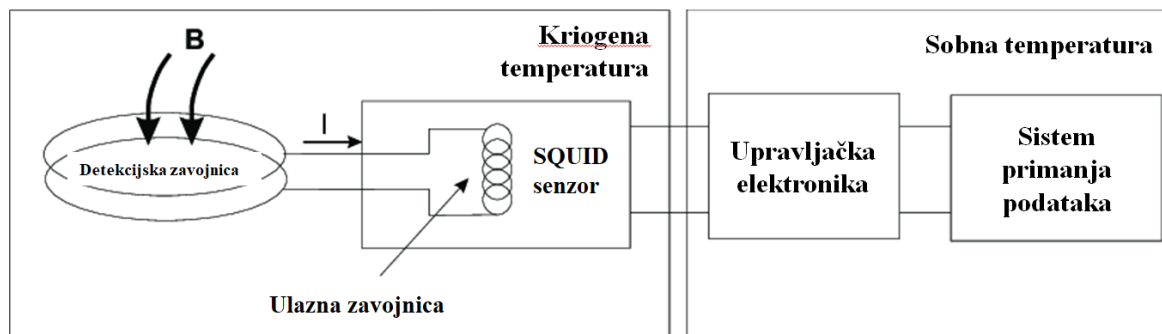 B
Kriogena
temperatura
Sobna temperatura
I
Detekcijska zavojnica
SQUID
senzor
Upravljačka
elektronika
Sistem
primanja
podataka
Ulazna zavojnica